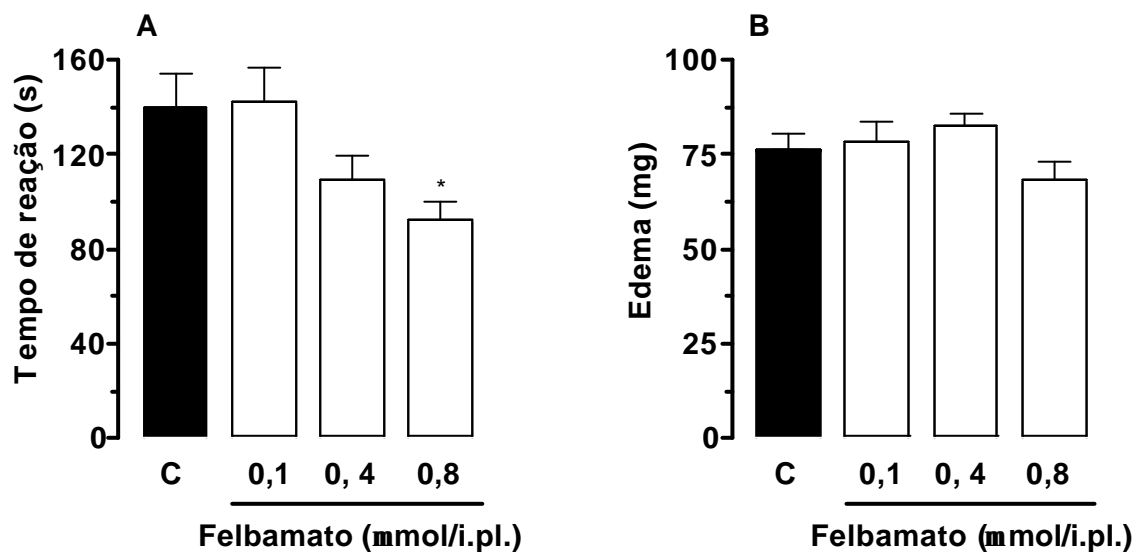 A
Tempo de reação (s)
160
120
80
40
0
*
C 0,1 0, 4 0,8
Felbamato (mmol/i.pl.)
B
Edema (mg)
100
75
50
25
0
C 0,1 0, 4 0,8
Felbamato (mmol/i.pl.)